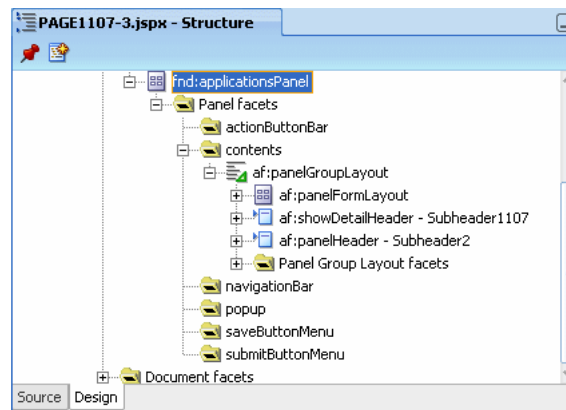 PAGE1107-3.jspx - Structure
fnd:applicationsPanel
Panel facets
actionButtonBar
contents
af:panelGroupLayout
af:panelFormLayout
af:showDetailHeader - Subheader1107
af:panelHeader - Subheader2
Panel Group Layout facets
navigationBar
popup
saveButtonMenu
submitButtonMenu
Document facets
Source Design